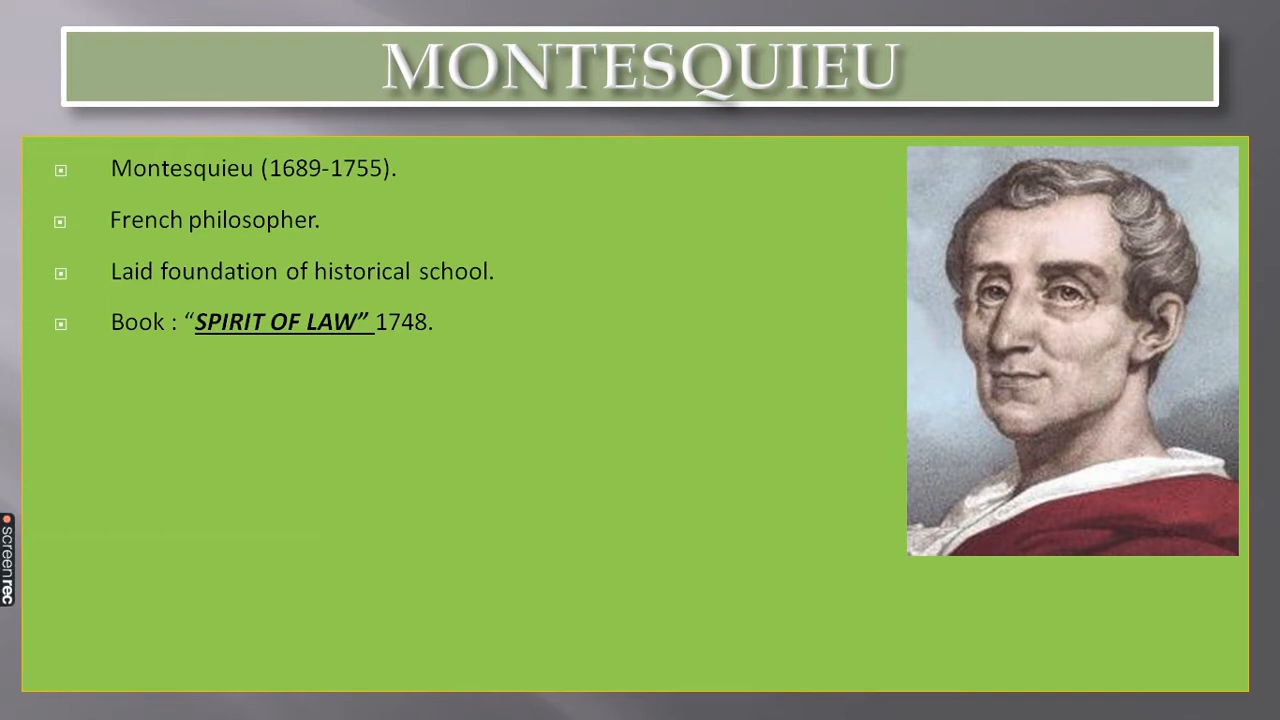 MONTESQUIEU
Montesquieu (1689-1755).
French philosopher.
Laid foundation of historical school.
Book : “SPIRIT OF LAW” 1748.
screenrec